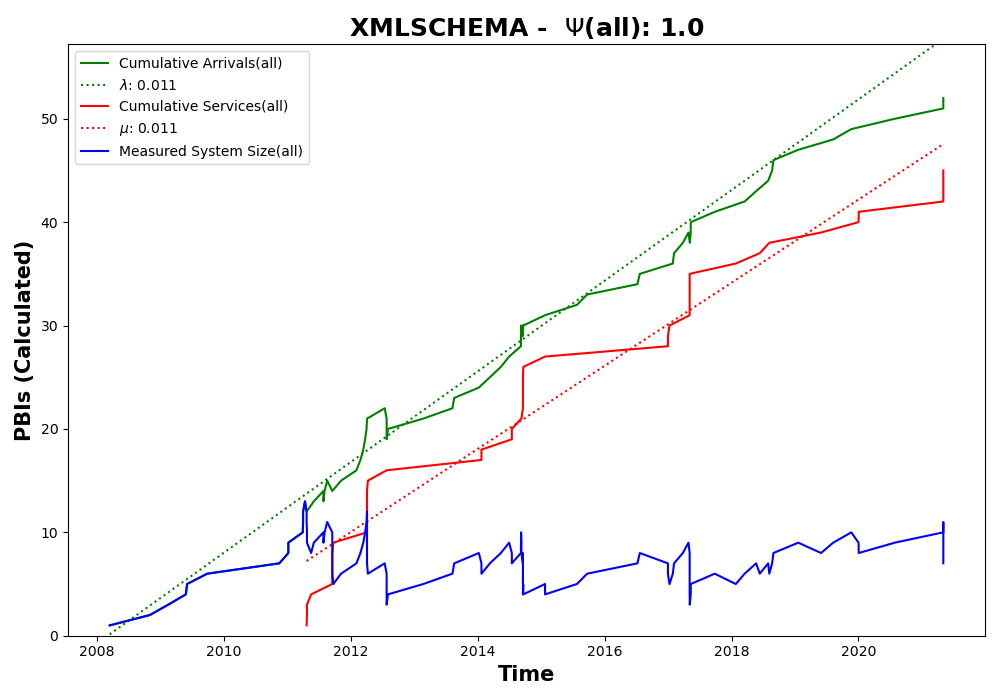 XMLSCHEMA - Ψ(all): 1.0
Cumulative Arrivals(all)
λ: 0.011
Cumulative Services(all)
μ: 0.011
Measured System Size(all)
PBIs (Calculated)
50
40
30
20
10
0
2008 2010 2012 2014 2016 2018 2020
Time